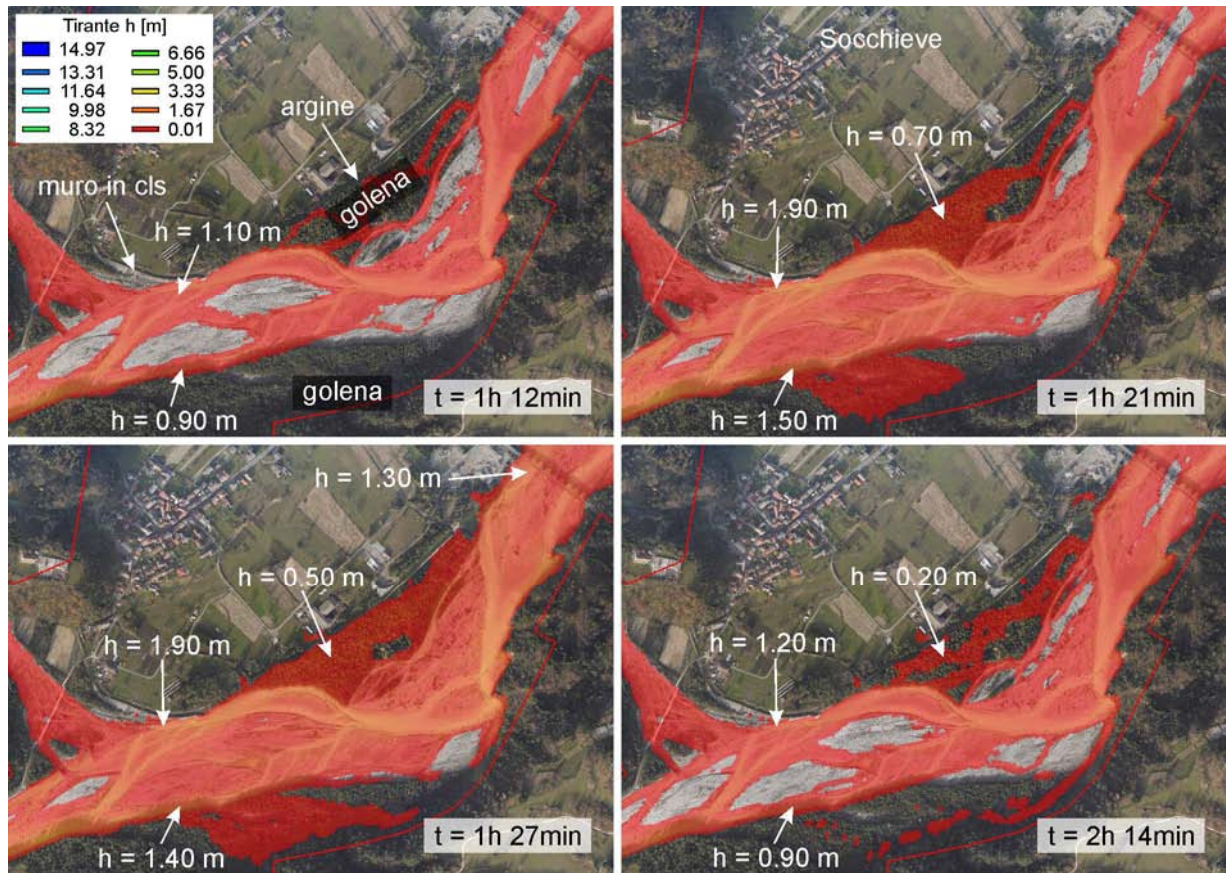 Tirante h [m]
14.97 6.66
13.31 5.00
11.64 3.33
9.98 1.67
8.32 0.01
argine
golena
muro in cls
h = 1.10 m
golena
h = 0.90 m
t = 1h 12min
Socchieve
h = 0.70 m
h = 1.90 m
h = 1.50 m
t = 1h 21min
h = 1.30 m
h = 0.50 m
h = 1.90 m
h = 1.40 m
t = 1h 27min
h = 0.20 m
h = 1.20 m
h = 0.90 m
t = 2h 14min